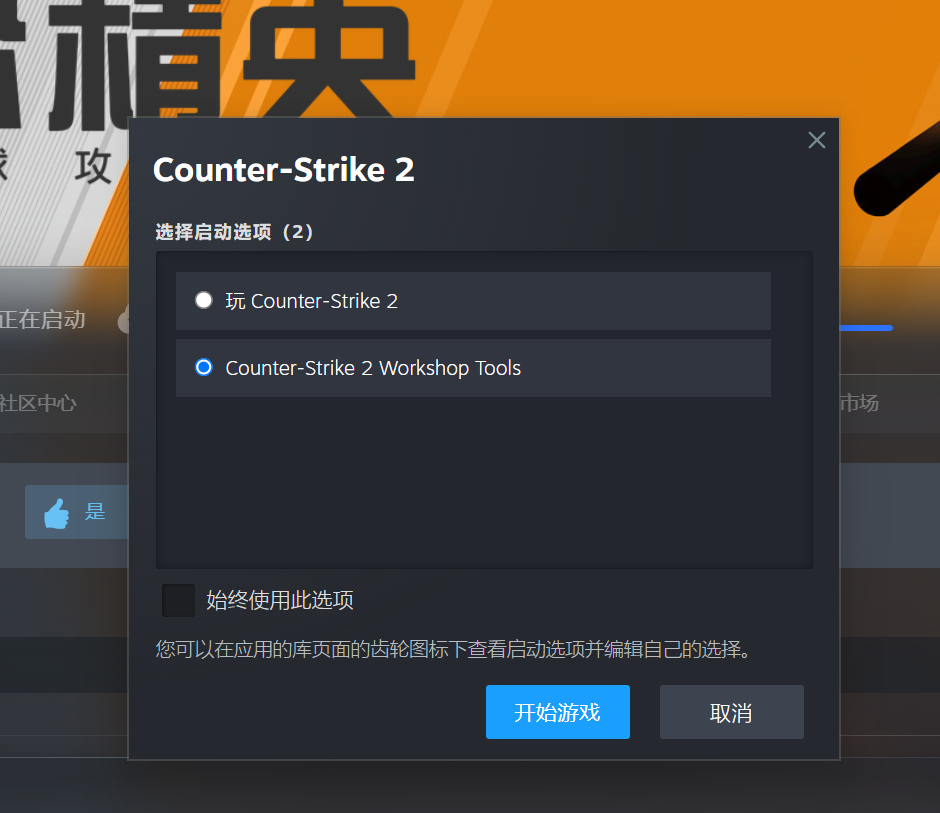 精英
球 攻
Counter-Strike 2
选择启动选项（2）
玩 Counter-Strike 2
正在启动
Counter-Strike 2 Workshop Tools
社区中心
市场
是
始终使用此选项
您可以在应用的库页面的齿轮图标下查看启动选项并编辑自己的选择。
开始游戏
取消